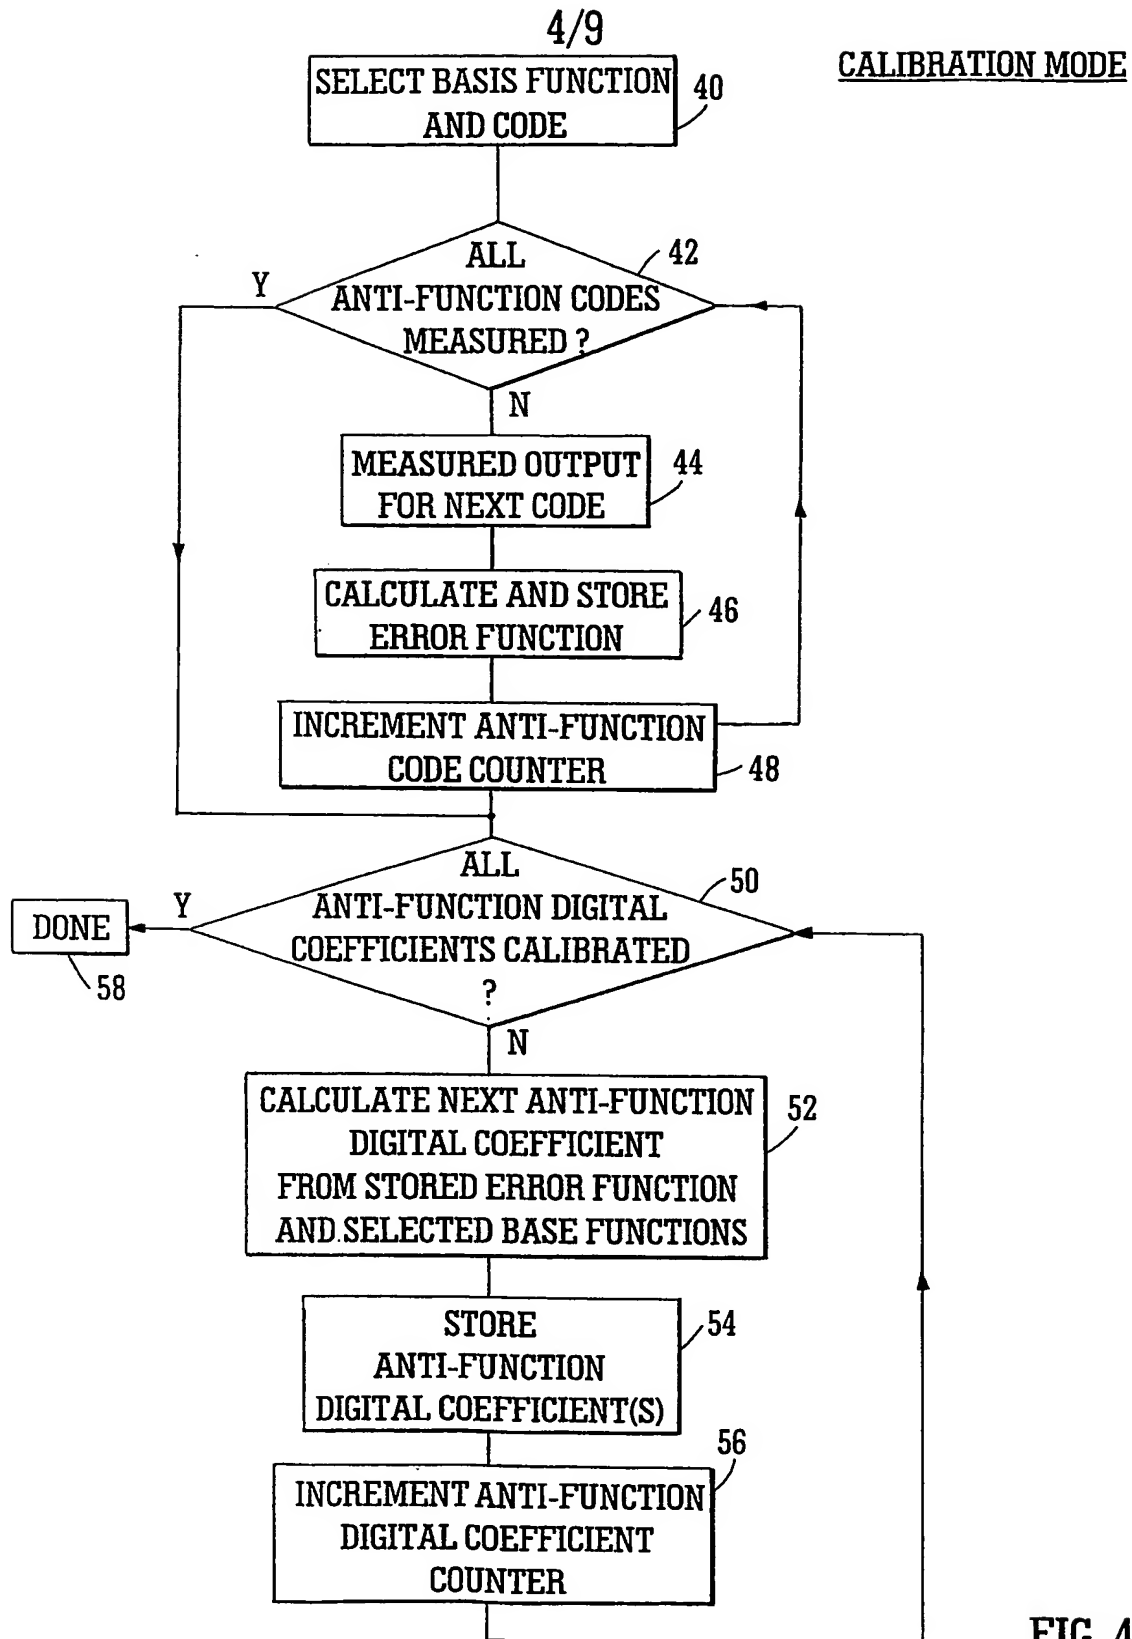 4/9
CALIBRATION MODE
SELECT BASIS FUNCTION
AND CODE
40
ALL
ANTI-FUNCTION CODES
MEASURED ?
42
Y
N
MEASURED OUTPUT
FOR NEXT CODE
44
CALCULATE AND STORE
ERROR FUNCTION
46
INCREMENT ANTI-FUNCTION
CODE COUNTER
48
ALL
ANTI-FUNCTION DIGITAL
COEFFICIENTS CALIBRATED
?
50
Y
DONE
58
N
CALCULATE NEXT ANTI-FUNCTION
DIGITAL COEFFICIENT
FROM STORED ERROR FUNCTION
AND SELECTED BASE FUNCTIONS
52
STORE
ANTI-FUNCTION
DIGITAL COEFFICIENT(S)
54
INCREMENT ANTI-FUNCTION
DIGITAL COEFFICIENT
COUNTER
56
FIG. 4